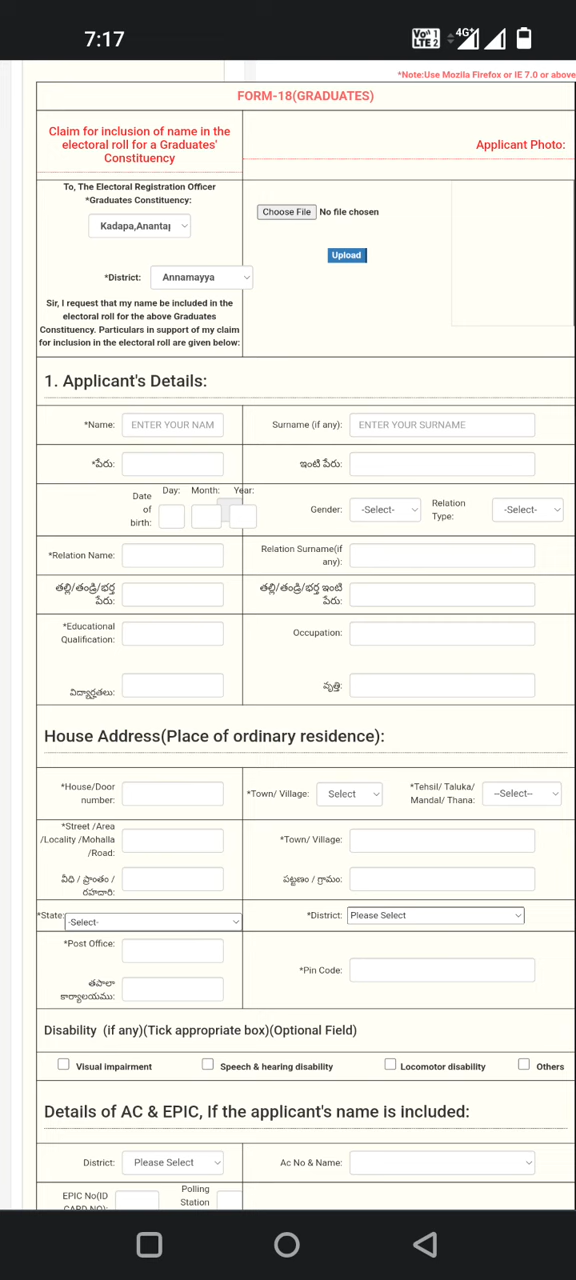 7:17
Vo)) 1
LTE 2
4G+
*Note:Use Mozila Firefox or IE 7.0 or above
FORM-18(GRADUATES)
Claim for inclusion of name in the
electoral roll for a Graduates'
Constituency
Applicant Photo:
To, The Electoral Registration Officer
*Graduates Constituency:
Kadapa,Anantap
Choose File No file chosen
Upload
*District: Annamayya
Sir, I request that my name be included in the
electoral roll for the above Graduates
Constituency. Particulars in support of my claim
for inclusion in the electoral roll are given below:
1. Applicant's Details:
*Name: ENTER YOUR NAM
Surname (if any): ENTER YOUR SURNAME
*పేరు:
ఇంటి పేరు:
Date
of
birth:
Day: Month: Year:
Gender: -Select-
Relation
Type:
-Select-
*Relation Name:
Relation Surname(if
any):
తల్లి/తండ్రి/భర్త
పేరు:
తల్లి/తండ్రి/భర్త ఇంటి
పేరు:
*Educational
Qualification:
Occupation:
విద్యార్హతలు:
వృత్తి:
House Address(Place of ordinary residence):
*House/Door
number:
*Town/ Village: Select
*Tehsil/ Taluka/
Mandal/ Thana:
--Select--
*Street /Area
/Locality /Mohalla
/Road:
*Town/ Village:
వీధి / ప్రాంతం /
రహదారి:
పట్టణం / గ్రామం:
*State: -Select-
*District: Please Select
*Post Office:
తపాలా
కార్యాలయము:
*Pin Code:
Disability (if any)(Tick appropriate box)(Optional Field)
Visual impairment
Speech & hearing disability
Locomotor disability
Others
Details of AC & EPIC, If the applicant's name is included:
District: Please Select
Ac No & Name:
EPIC No(ID
CARD NO):
Polling
Station